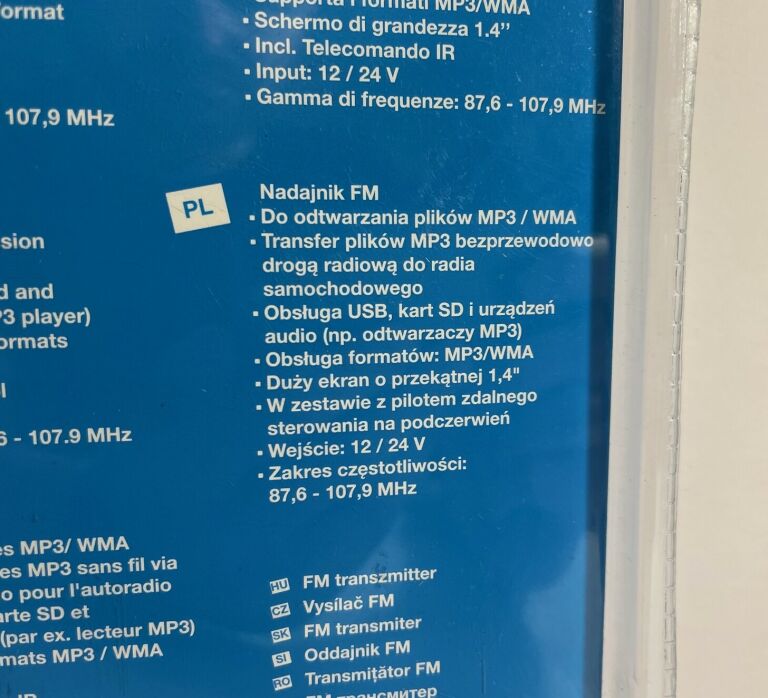 ormat
107,9 MHz
sion
d and
3 player)
ormats
6 - 107.9 MHz
es MP3/ WMA
es MP3 sans fil via
o pour l'autoradio
arte SD et
(par ex. lecteur MP3)
mats MP3 / WMA
MP3/WMA
▪ Schermo di grandezza 1.4’’
▪ Incl. Telecomando IR
▪ Input: 12 / 24 V
▪ Gamma di frequenze: 87,6 - 107,9 MHz
PL
Nadajnik FM
▪ Do odtwarzania plików MP3 / WMA
▪ Transfer plików MP3 bezprzewodowo
drogą radiową do radia
samochodowego
▪ Obsługa USB, kart SD i urządzeń
audio (np. odtwarzaczy MP3)
▪ Obsługa formatów: MP3/WMA
▪ Duży ekran o przekątnej 1,4"
▪ W zestawie z pilotem zdalnego
sterowania na podczerwień
▪ Wejście: 12 / 24 V
▪ Zakres częstotliwości:
87,6 - 107,9 MHz
HU FM transzmitter
CZ Vysílač FM
SK FM transmiter
SI Oddajnik FM
RO Transmițător FM
FM трансмитер